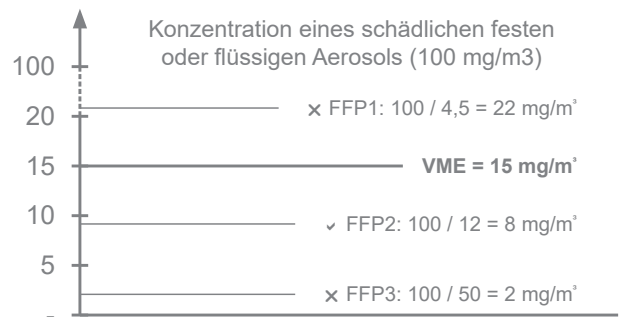 Konzentration eines schädlichen festen
oder flüssigen Aerosols (100 mg/m3)
100
× FFP1: 100 / 4,5 = 22 mg/m³
20
15
VME = 15 mg/m³
10
✓ FFP2: 100 / 12 = 8 mg/m³
5
× FFP3: 100 / 50 = 2 mg/m³